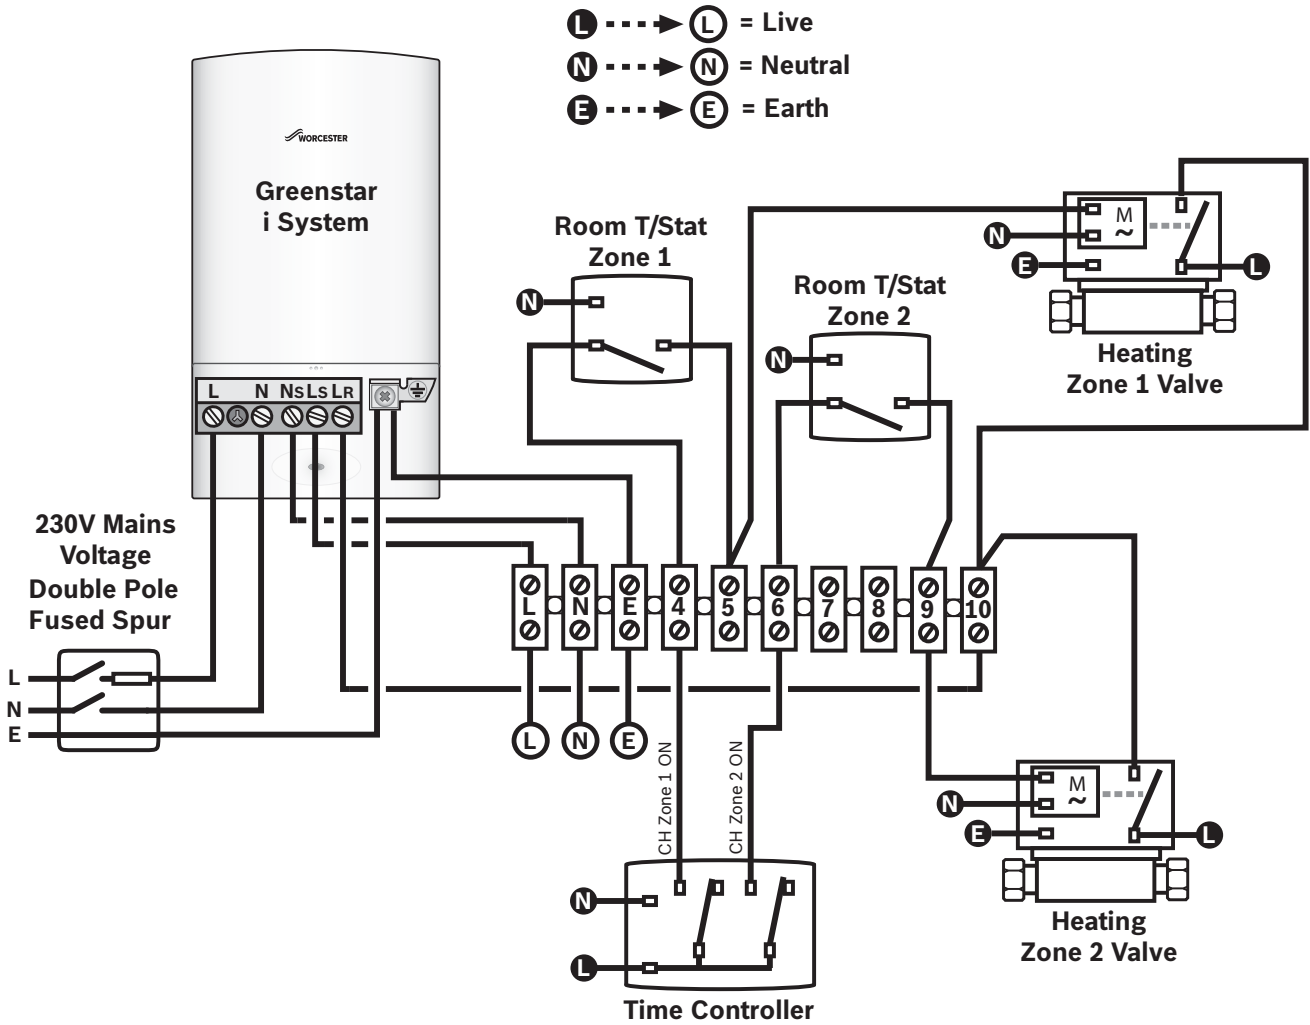 L L = Live
N N = Neutral
E E = Earth
WORCESTER
Greenstar
i System
L N NS LS LR
Room T/Stat
Zone 1
N
Room T/Stat
Zone 2
N
M
~
N
E
L
Heating
Zone 1 Valve
230V Mains
Voltage
Double Pole
Fused Spur
L
N
E
L N E 4 5 6 7 8 9 10
L N E
CH Zone 1 ON
CH Zone 2 ON
M
~
N
E
L
Heating
Zone 2 Valve
N
L
Time Controller